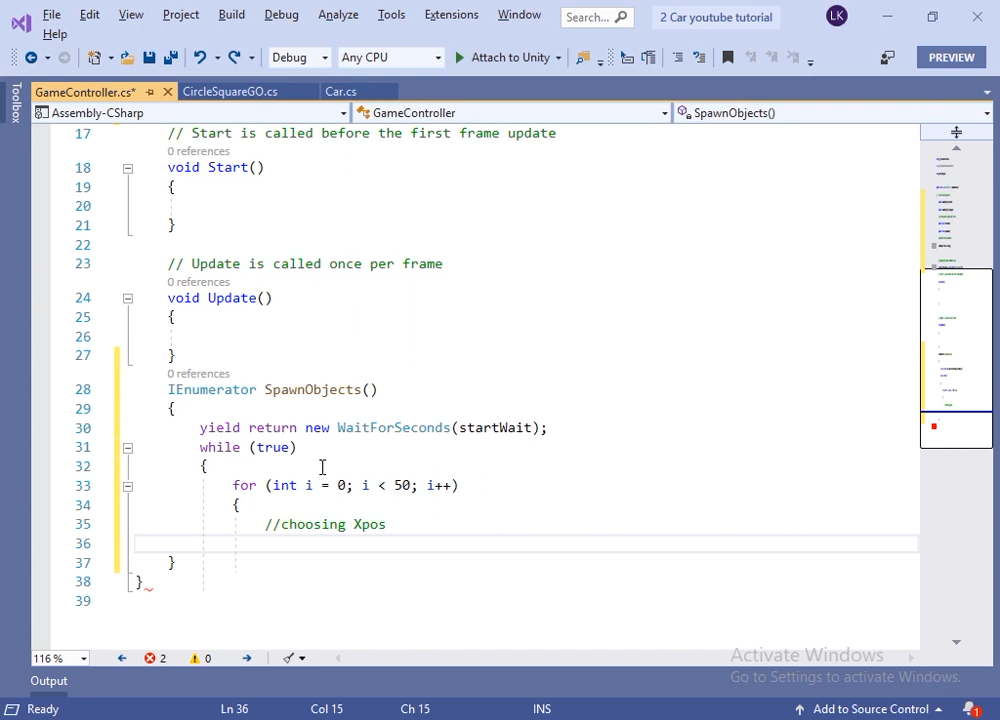 File Edit View Project Build Debug Analyze Tools Extensions Window Search... 2 Car youtube tutorial LK
Help
Debug Any CPU Attach to Unity PREVIEW
Toolbox
GameController.cs* CircleSquareGO.cs Car.cs
Assembly-CSharp GameController SpawnObjects()
17 // Start is called before the first frame update
0 references
18 void Start()
19 {
20
21 }
22
23 // Update is called once per frame
0 references
24 void Update()
25 {
26
27 }
0 references
28 IEnumerator SpawnObjects()
29 {
30 yield return new WaitForSeconds(startWait);
31 while (true)
32 {
33 for (int i = 0; i < 50; i++)
34 {
35 //choosing Xpos
36
37 }
38 }
39
116 % 2 0
Activate Windows
Go to Settings to activate Windows.
Output
Ready Ln 36 Col 15 Ch 15 INS Add to Source Control 1